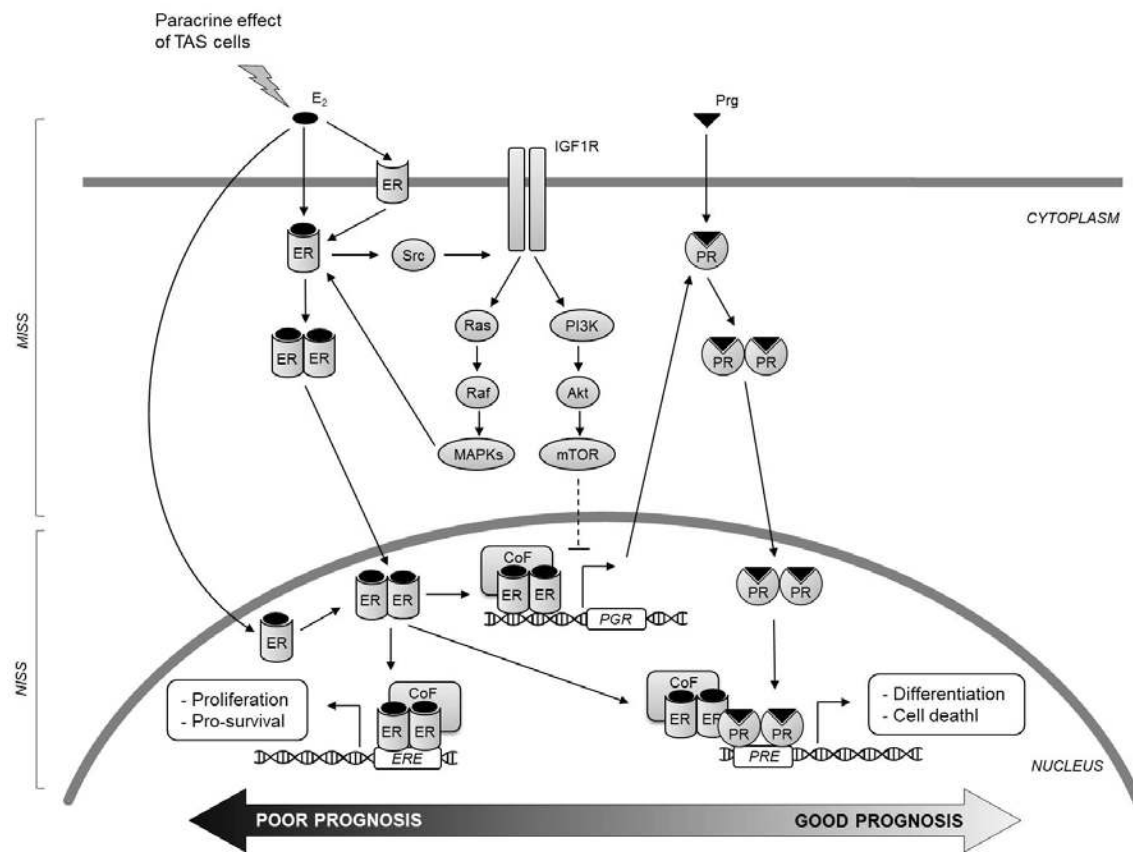 Paracrine effect
of TAS cells
E2
Prg
IGF1R
ER
CYTOPLASM
ER
Src
PR
MISS
Ras
PI3K
ER ER
PR PR
Raf
Akt
MAPKs
mTOR
CoF
ER ER
ER ER
PR PR
PGR
ER
NISS
- Proliferation
- Pro-survival
CoF
ER ER
ERE
CoF
ER ER
PR PR
PRE
- Differentiation
- Cell deathl
NUCLEUS
POOR PROGNOSIS
GOOD PROGNOSIS